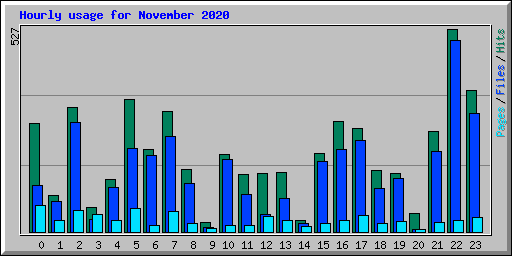 Hourly usage for November 2020
527
Pages/Files/Hits
0 1 2 3 4 5 6 7 8 9 10 11 12 13 14 15 16 17 18 19 20 21 22 23